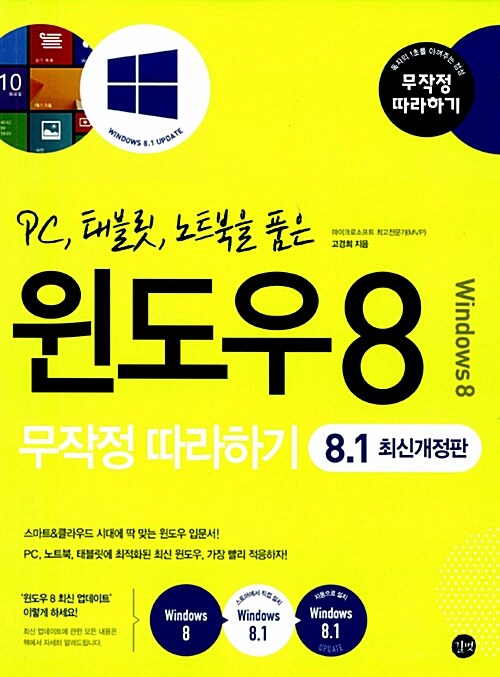 10
WINDOWS 8.1 UPDATE
독자의 1초를 아껴주는 정성
무작정
따라하기
PC, 태블릿, 노트북을 품은
마이크로소프트 최고전문가(MVP)
고경희 지음
윈도우8
Windows 8
무작정 따라하기
8.1 최신개정판
스마트&클라우드 시대에 딱 맞는 윈도우 입문서!
PC, 노트북, 태블릿에 최적화된 최신 윈도우, 가장 빨리 적응하자!
'윈도우 8 최신 업데이트'
이렇게 하세요!
최신 업데이트에 관한 모든 내용은
책에서 자세히 알려드립니다.
Windows
8
스토어에서 직접 설치
Windows
8.1
자동으로 설치
Windows
8.1
UPDATE
길벗